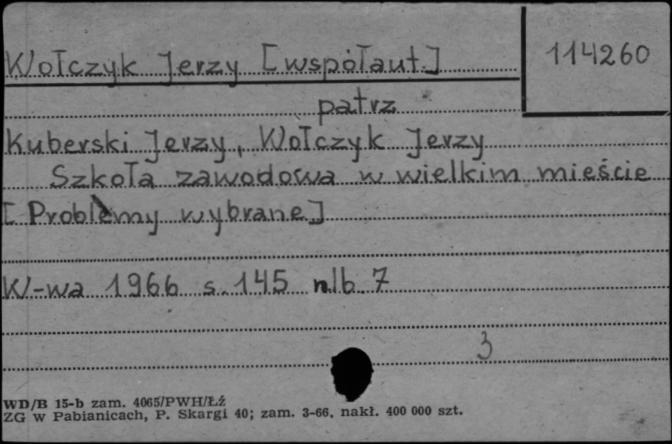 Wołczyk Jerzy [współaut.]
114260
patrz
Kuberski Jerzy, Wołczyk Jerzy
Szkoła zawodowa w wielkim mieście
[Problemy wybrane]
W-wa 1966 s. 145 nlb. 7
3
WD/B 15-b zam. 4065/PWH/Łź
ZG w Pabianicach, P. Skargi 40; zam. 3-66, nakł. 400 000 szt.